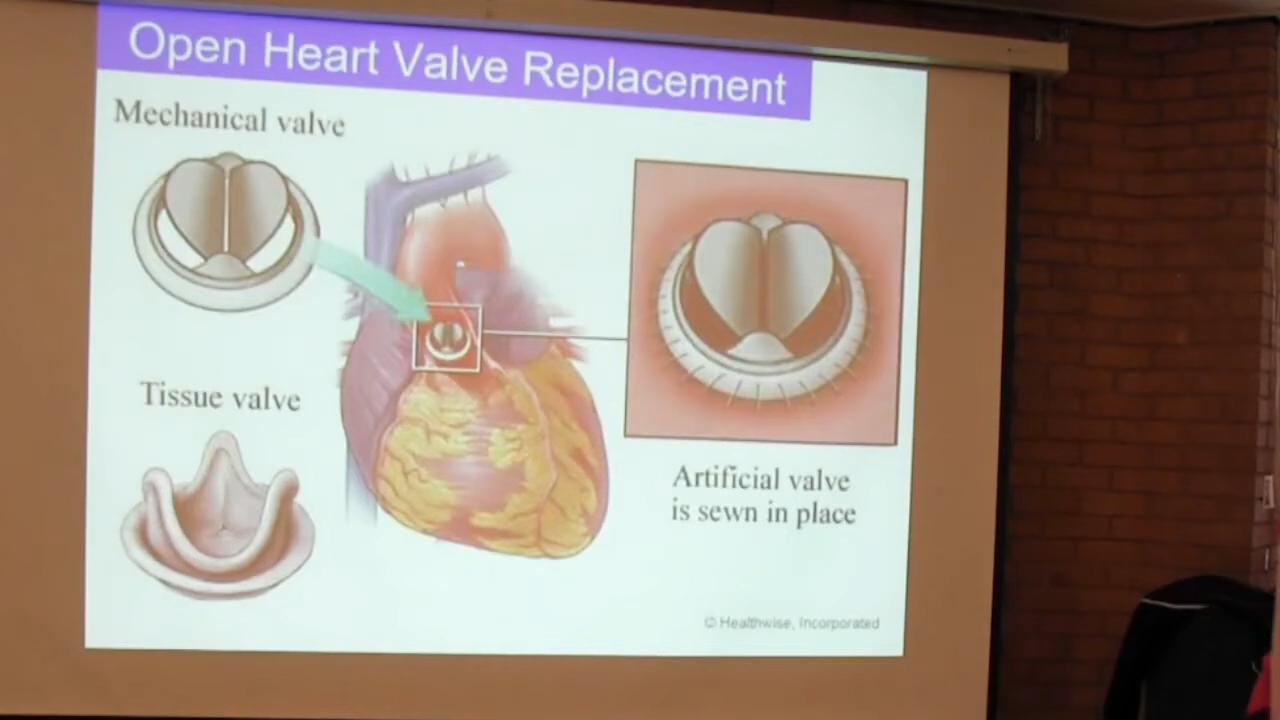 Open Heart Valve Replacement
Mechanical valve
Tissue valve
Artificial valve
is sewn in place
© Healthwise, Incorporated